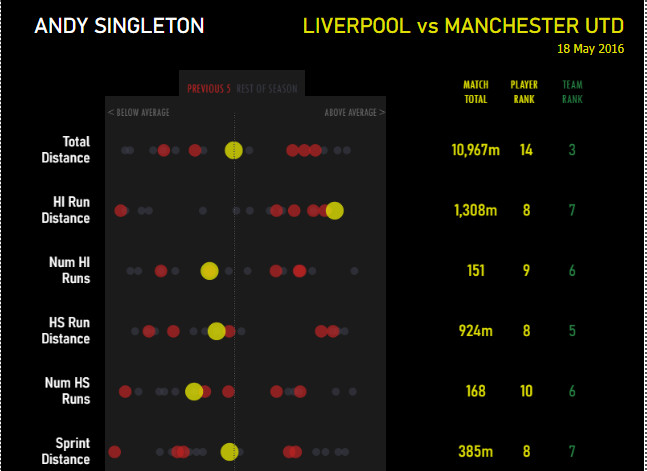 ANDY SINGLETON
LIVERPOOL vs MANCHESTER UTD
18 May 2016
PREVIOUS 5 REST OF SEASON
MATCH TOTAL
PLAYER RANK
TEAM RANK
< BELOW AVERAGE
ABOVE AVERAGE >
Total Distance
10,967m 14 3
HI Run Distance
1,308m 8 7
Num HI Runs
151 9 6
HS Run Distance
924m 8 5
Num HS Runs
168 10 6
Sprint Distance
385m 8 7